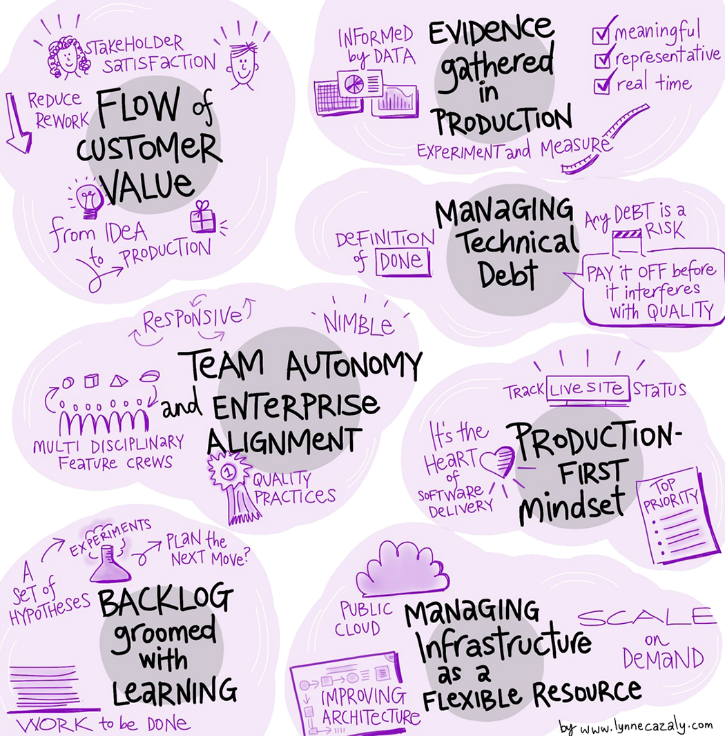 STAKEHOLDER
SATISFACTION
REDUCE
REWORK
FLOW of
CUSTOMER
VALUE
from IDEA
to PRODUCTION
INFORMED
by DATA
EVIDENCE
gathered
in
PRODUCTION
meaningful
representative
real time
EXPERIMENT and MEASURE
MANAGING
Technical
Debt
DEFINITION
of DONE
Any DEBT is a
RISK
PAY it OFF before
it interferes
with QUALITY
RESPONSIVE
NIMBLE
TEAM AUTONOMY
and ENTERPRISE
ALIGNMENT
MULTI DISCIPLINARY
FEATURE CREWS
1
QUALITY
PRACTICES
TRACK LIVE SITE STATUS
It's the
HEART
of
SOFTWARE
DELIVERY
PRODUCTION-
FIRST
mindset
TOP
PRIORITY
A
SET of
HYPOTHESES
EXPERIMENTS
PLAN the
NEXT MOVE?
BACKLOG
groomed
with
LEARNING
WORK to be DONE
PUBLIC
CLOUD
MANAGING
Infrastructure
as a
FLEXIBLE RESOURCE
SCALE
on
DEMAND
IMPROVING
ARCHITECTURE
by www.lynnecazaly.com